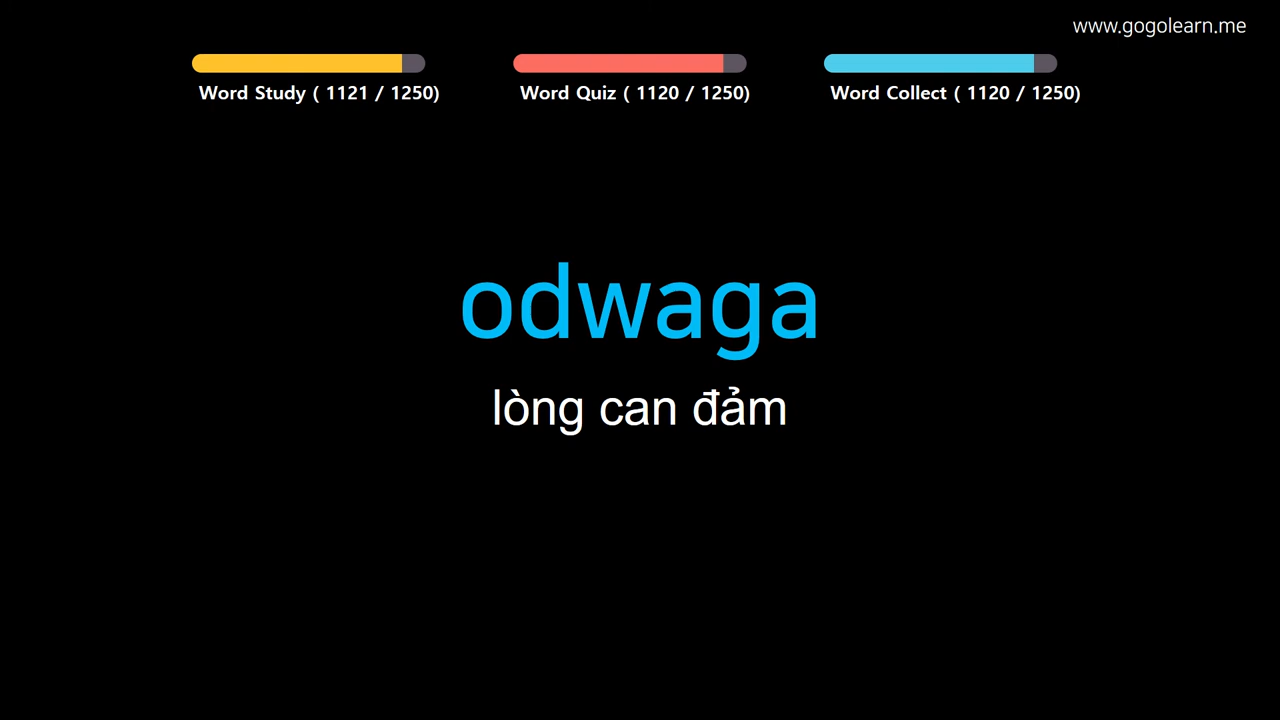 www.gogolearn.me
Word Study ( 1121 / 1250)
Word Quiz ( 1120 / 1250)
Word Collect ( 1120 / 1250)
odwaga
lòng can đảm